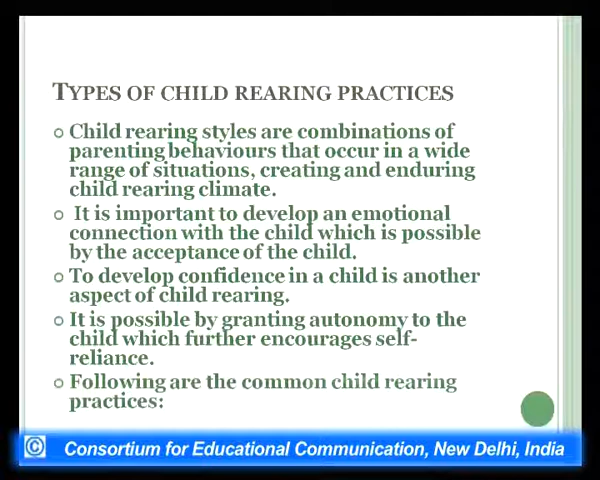 TYPES OF CHILD REARING PRACTICES
Child rearing styles are combinations of
parenting behaviours that occur in a wide
range of situations, creating and enduring
child rearing climate.
It is important to develop an emotional
connection with the child which is possible
by the acceptance of the child.
To develop confidence in a child is another
aspect of child rearing.
It is possible by granting autonomy to the
child which further encourages self-
reliance.
Following are the common child rearing
practices:
© Consortium for Educational Communication, New Delhi, India